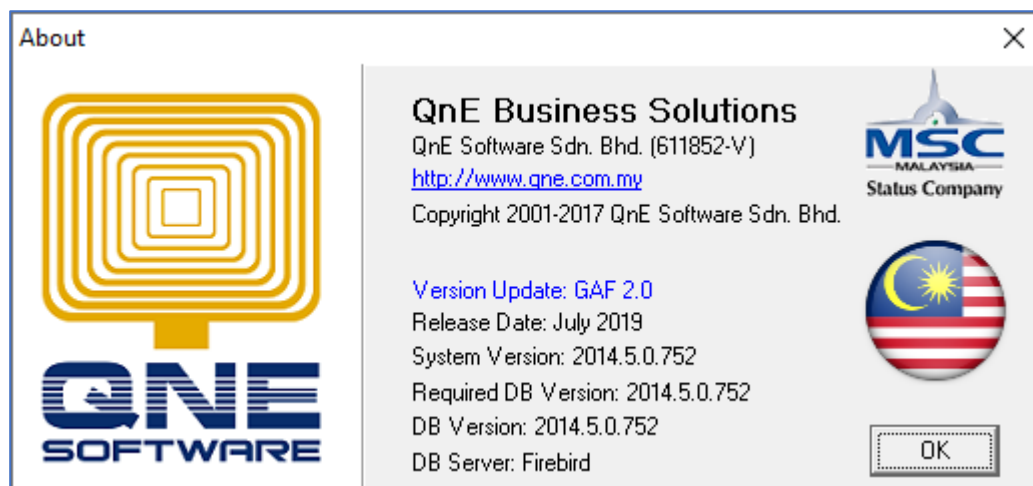 About
QnE Business Solutions
QnE Software Sdn. Bhd. (611852-V)
http://www.qne.com.my
Copyright 2001-2017 QnE Software Sdn. Bhd.
Version Update: GAF 2.0
Release Date: July 2019
System Version: 2014.5.0.752
Required DB Version: 2014.5.0.752
DB Version: 2014.5.0.752
DB Server: Firebird
QNE
SOFTWARE
MSC
MALAYSIA
Status Company
OK